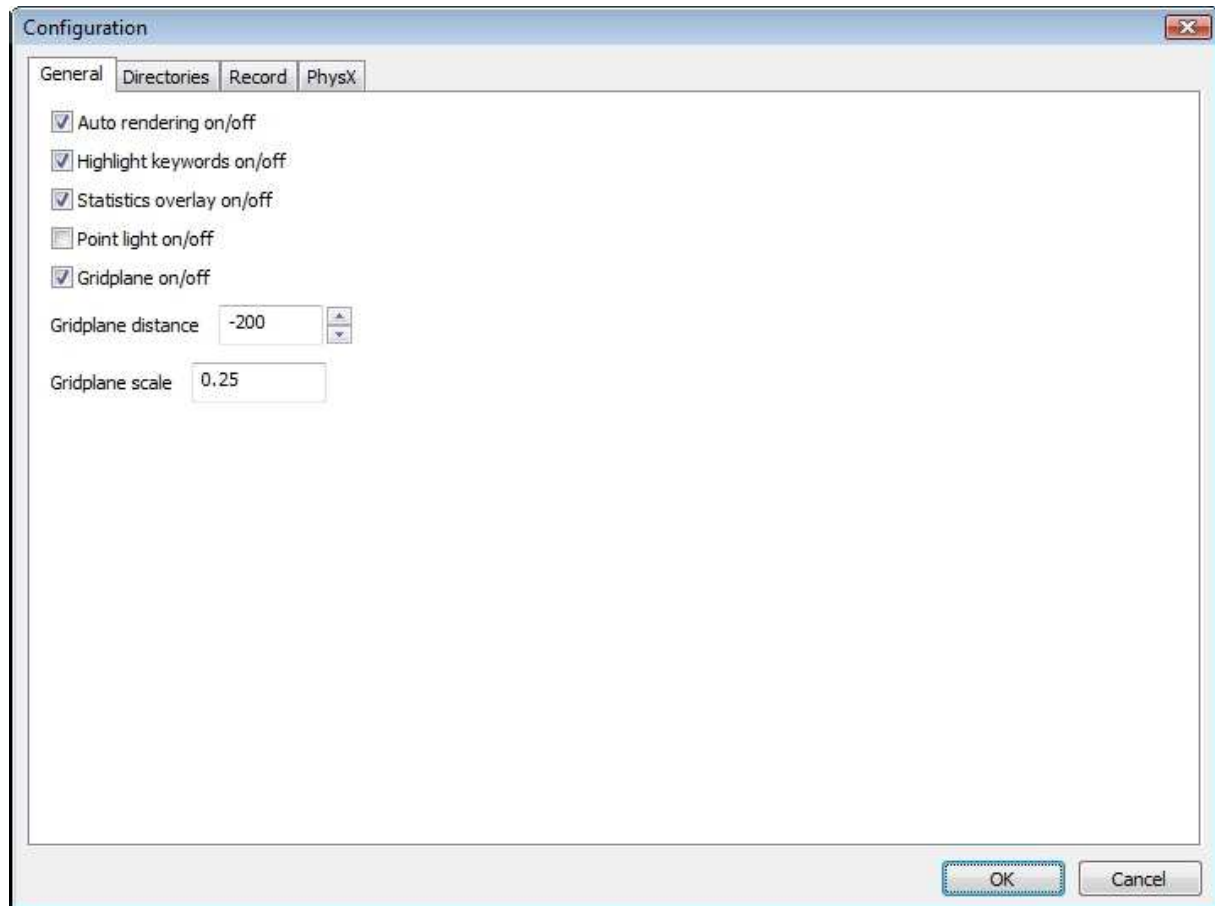 Configuration
General Directories Record PhysX
Auto rendering on/off
Highlight keywords on/off
Statistics overlay on/off
Point light on/off
Gridplane on/off
Gridplane distance -200
Gridplane scale 0.25
OK Cancel